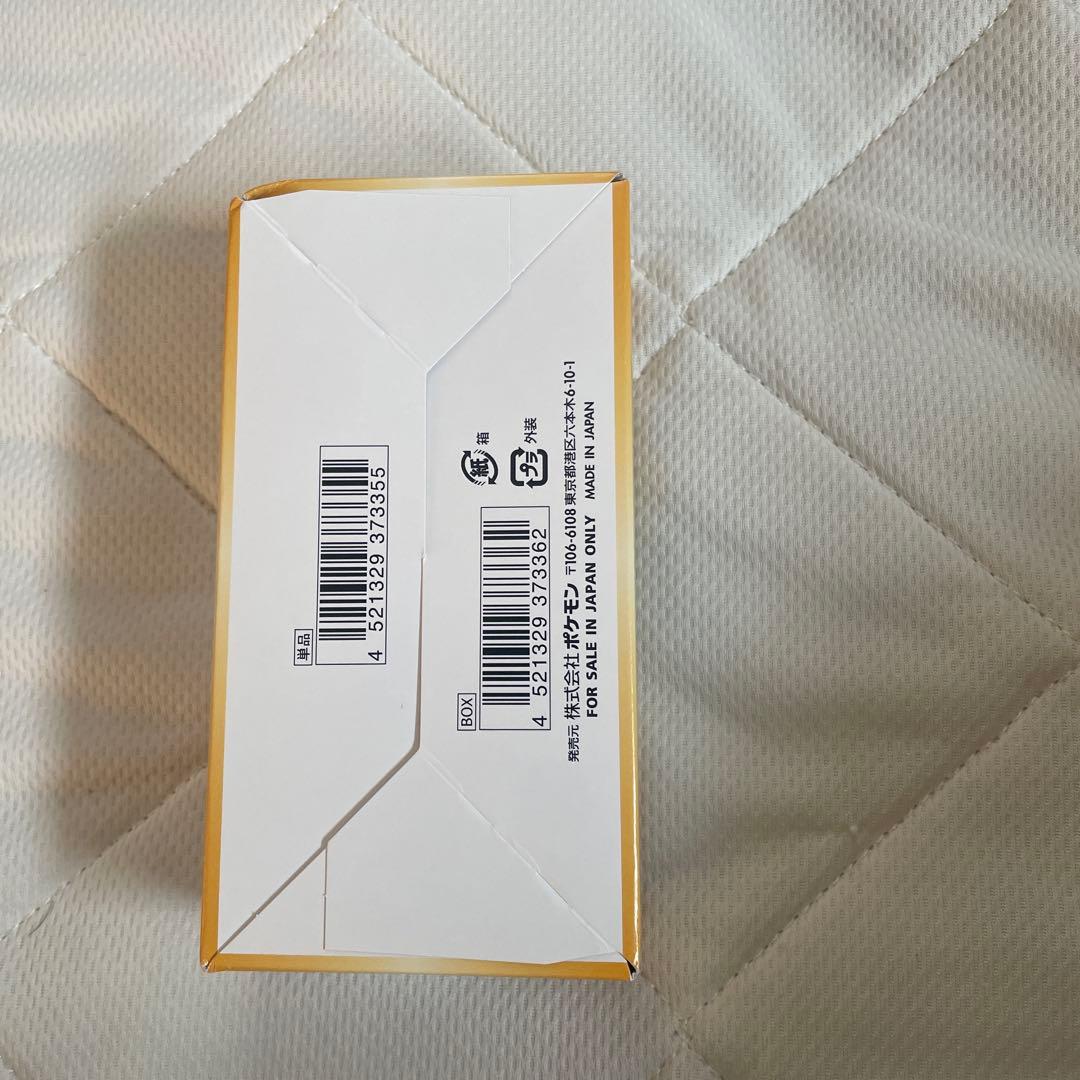 単品
4 521329 373355
紙 箱
プラ 外装
BOX
4 521329 373362
発売元 株式会社ポケモン 〒106-6108 東京都港区六本木6-10-1
FOR SALE IN JAPAN ONLY MADE IN JAPAN